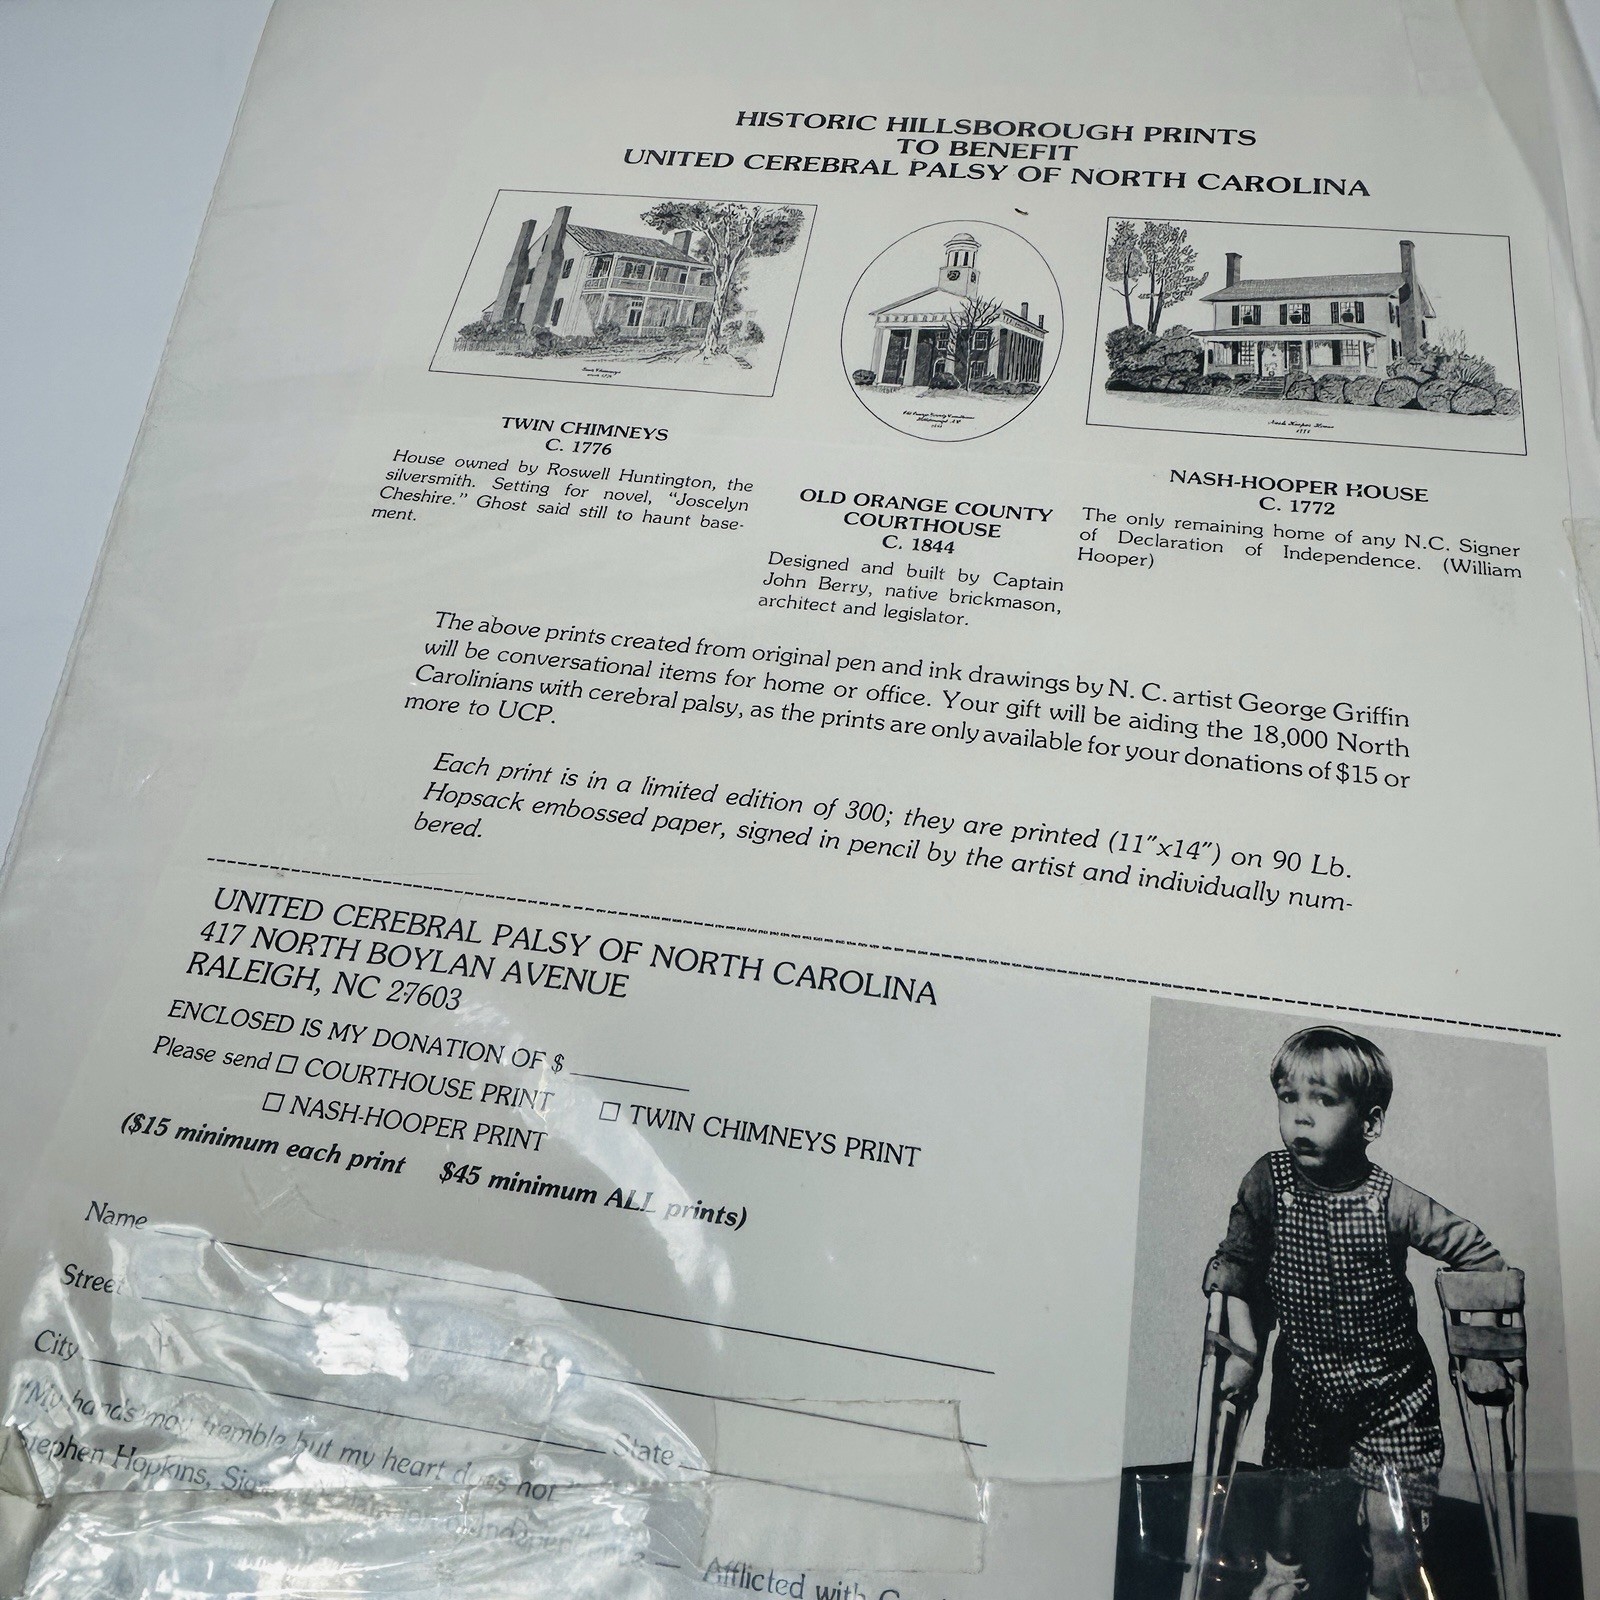 HISTORIC HILLSBOROUGH PRINTS
TO BENEFIT
UNITED CEREBRAL PALSY OF NORTH CAROLINA
TWIN CHIMNEYS
C. 1776
House owned by Roswell Huntington, the
silversmith. Setting for novel, "Joscelyn
Cheshire." Ghost said still to haunt base-
ment.
OLD ORANGE COUNTY
COURTHOUSE
C. 1844
Designed and built by Captain
John Berry, native brickmason,
architect and legislator.
NASH-HOOPER HOUSE
C. 1772
The only remaining home of any N.C. Signer
of Declaration of Independence. (William
Hooper)
The above prints created from original pen and ink drawings by N. C. artist George Griffin
will be conversational items for home or office. Your gift will be aiding the 18,000 North
Carolinians with cerebral palsy, as the prints are only available for your donations of $15 or
more to UCP.
Each print is in a limited edition of 300; they are printed (11"x14") on 90 Lb.
Hopsack embossed paper, signed in pencil by the artist and individually num-
bered.
UNITED CEREBRAL PALSY OF NORTH CAROLINA
417 NORTH BOYLAN AVENUE
RALEIGH, NC 27603
ENCLOSED IS MY DONATION OF $
Please send □ COURTHOUSE PRINT
□ TWIN CHIMNEYS PRINT
□ NASH-HOOPER PRINT
($15 minimum each print $45 minimum ALL prints)
Name
Street
City
State
"My hands may tremble but my heart does not"
Stephen Hopkins,
Afflicted with